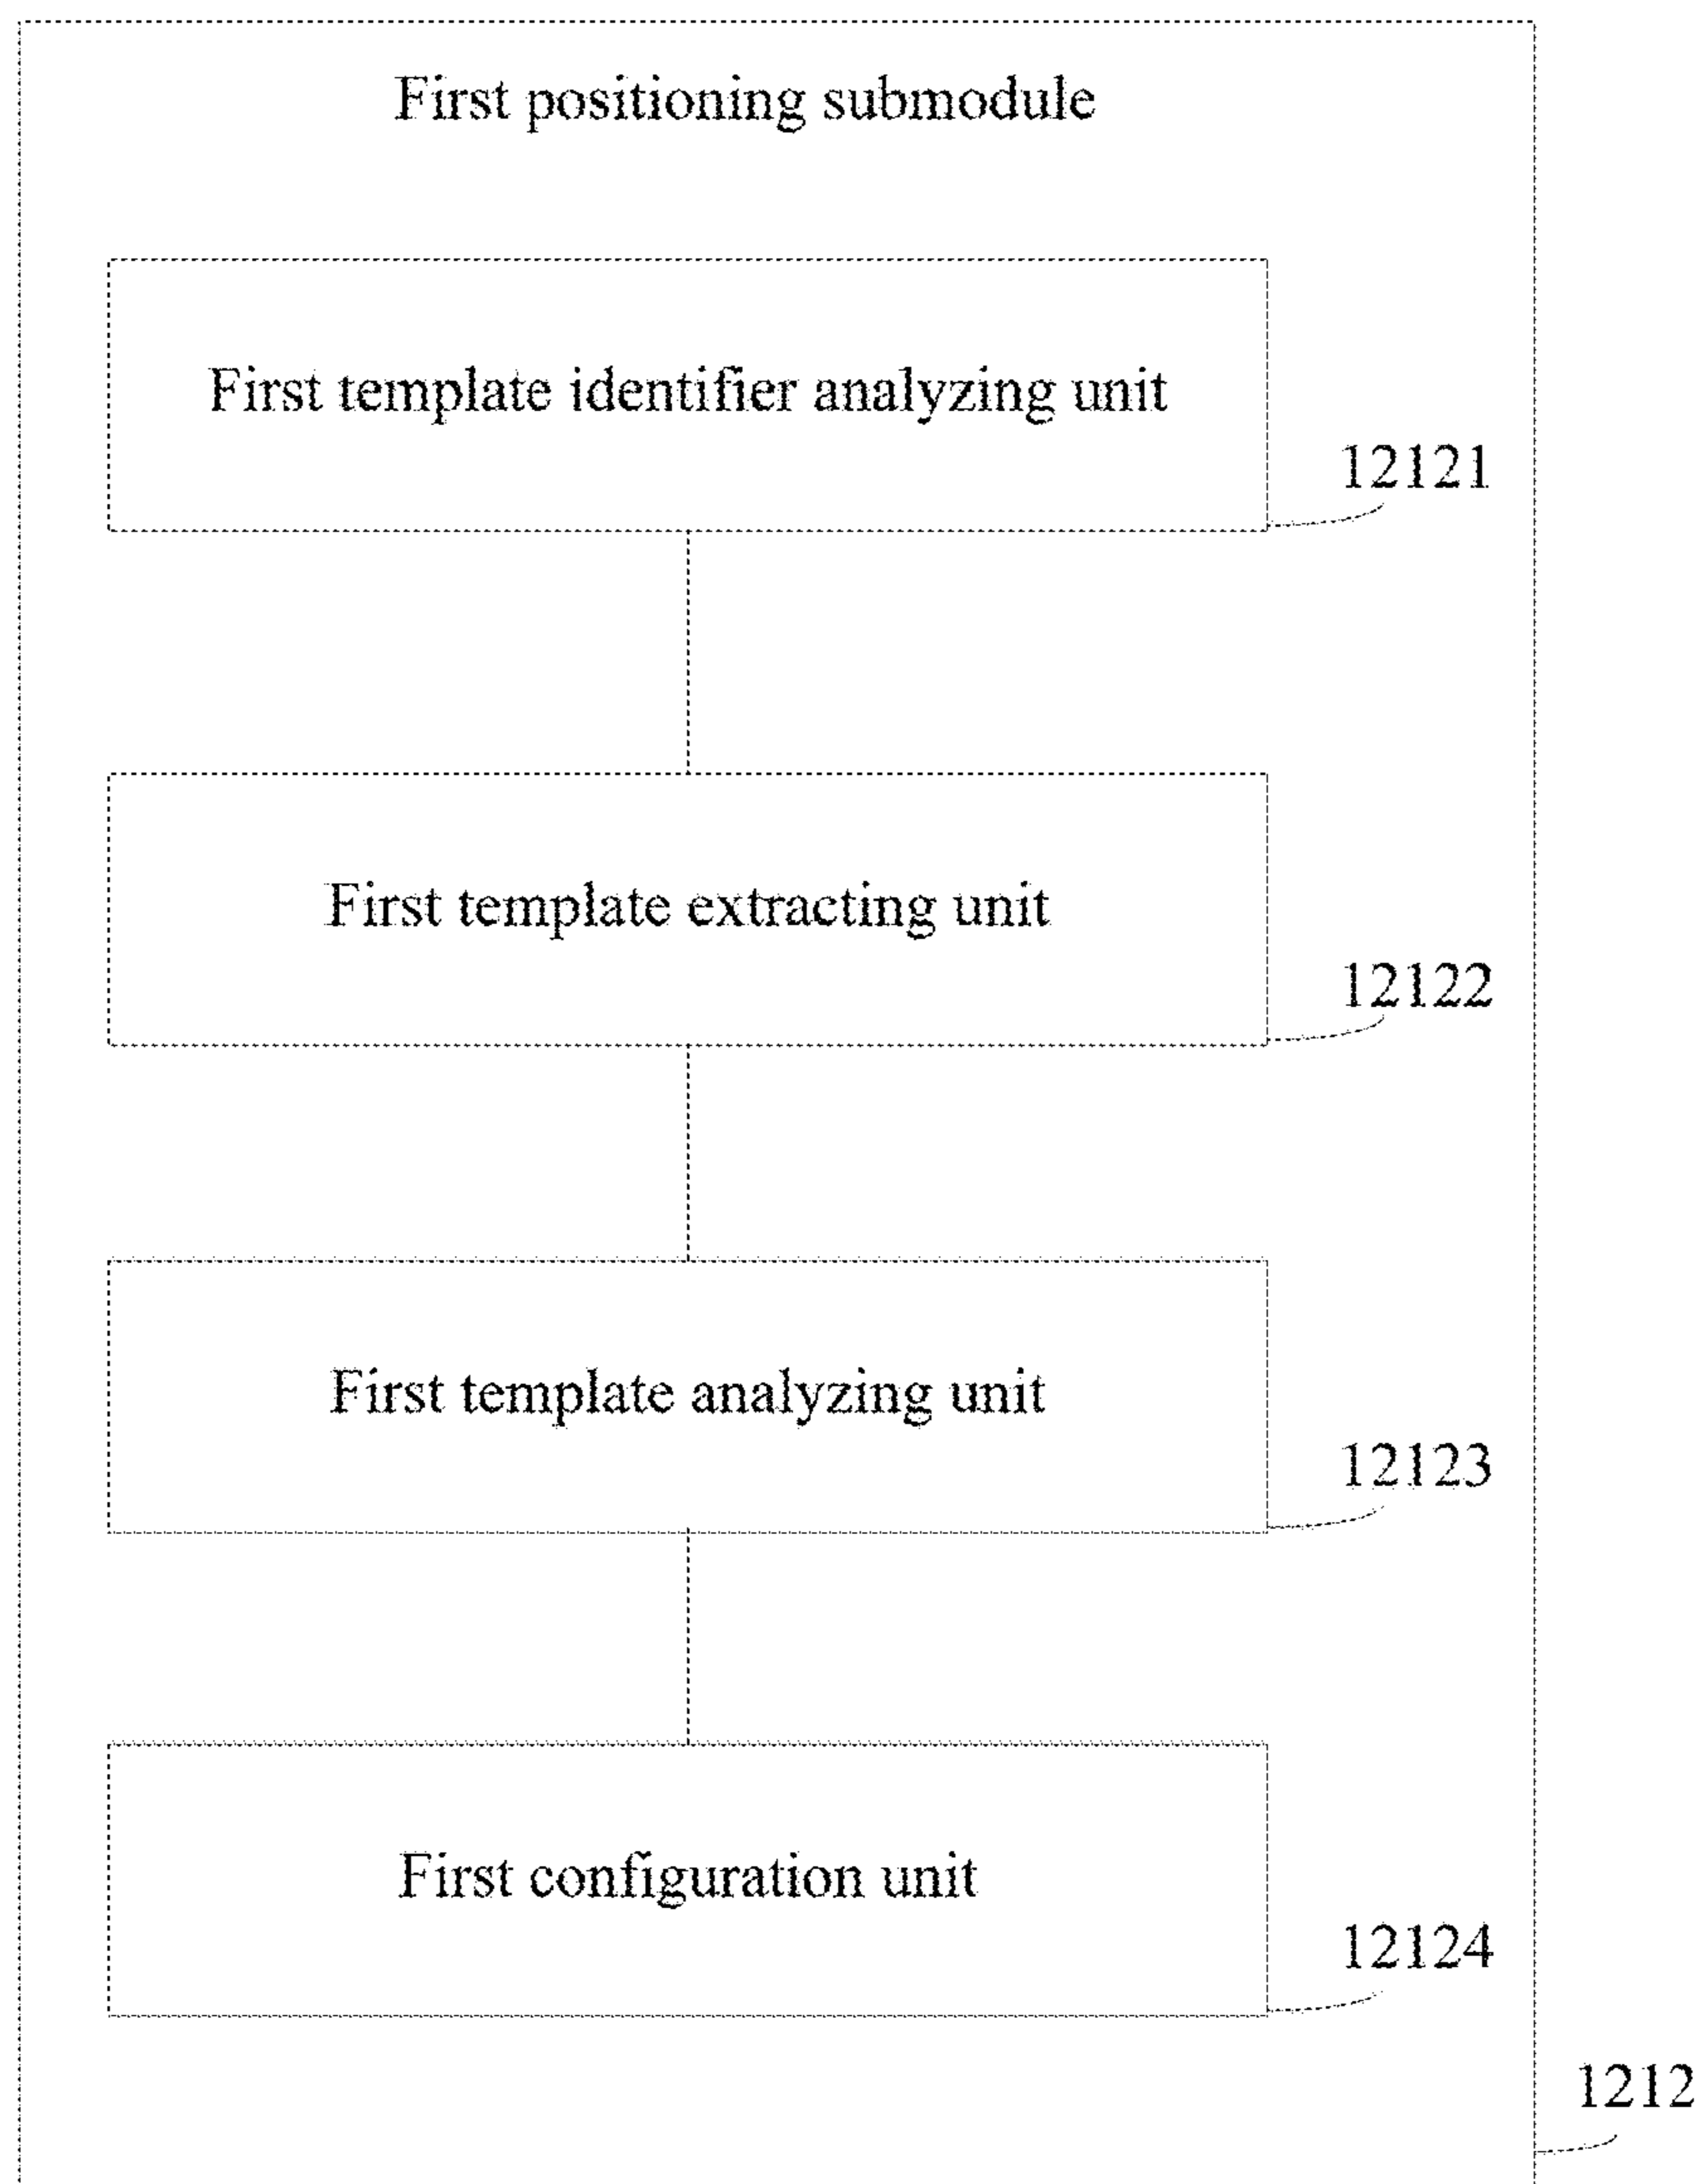 First positioning submodule
First template identifier analyzing unit
12121
First template extracting unit
12122
First template analyzing unit
12123
First configuration unit
12124
1212